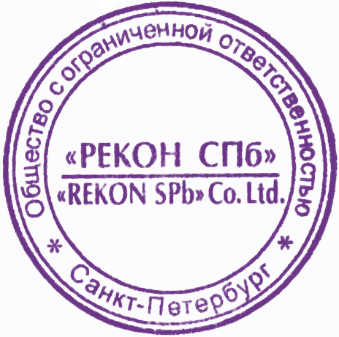 Общество с ограниченной ответственностью
«РЕКОН СПб»
«REKON SPb» Co. Ltd.
* Санкт-Петербург *